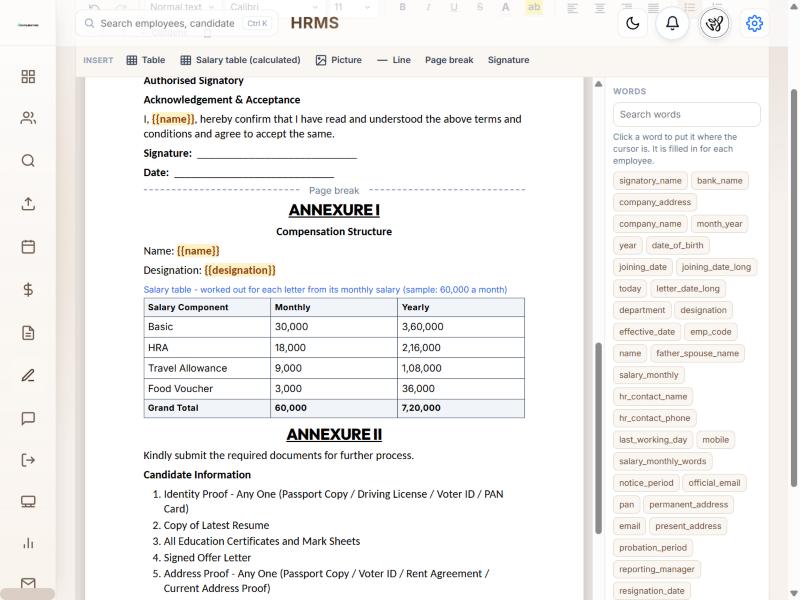 Normal text
Calibri
11
B I U S A ab
Search employees, candidate
Ctrl K
HRMS
INSERT
Table
Salary table (calculated)
Picture
Line
Page break
Signature
Authorised Signatory
Acknowledgement & Acceptance
I, {{name}}, hereby confirm that I have read and understood the above terms and
conditions and agree to accept the same.
Signature: ______________________________
Date: ______________________________
Page break
ANNEXURE I
Compensation Structure
Name: {{name}}
Designation: {{designation}}
Salary table - worked out for each letter from its monthly salary (sample: 60,000 a month)
Salary Component Monthly Yearly
Basic 30,000 3,60,000
HRA 18,000 2,16,000
Travel Allowance 9,000 1,08,000
Food Voucher 3,000 36,000
Grand Total 60,000 7,20,000
ANNEXURE II
Kindly submit the required documents for further process.
Candidate Information
1. Identity Proof - Any One (Passport Copy / Driving License / Voter ID / PAN
Card)
2. Copy of Latest Resume
3. All Education Certificates and Mark Sheets
4. Signed Offer Letter
5. Address Proof - Any One (Passport Copy / Voter ID / Rent Agreement /
Current Address Proof)
WORDS
Search words
Click a word to put it where the
cursor is. It is filled in for each
employee.
signatory_name bank_name
company_address
company_name month_year
year date_of_birth
joining_date joining_date_long
today letter_date_long
department designation
effective_date emp_code
name father_spouse_name
salary_monthly
hr_contact_name
hr_contact_phone
last_working_day mobile
salary_monthly_words
notice_period official_email
pan permanent_address
email present_address
probation_period
reporting_manager
resignation_date